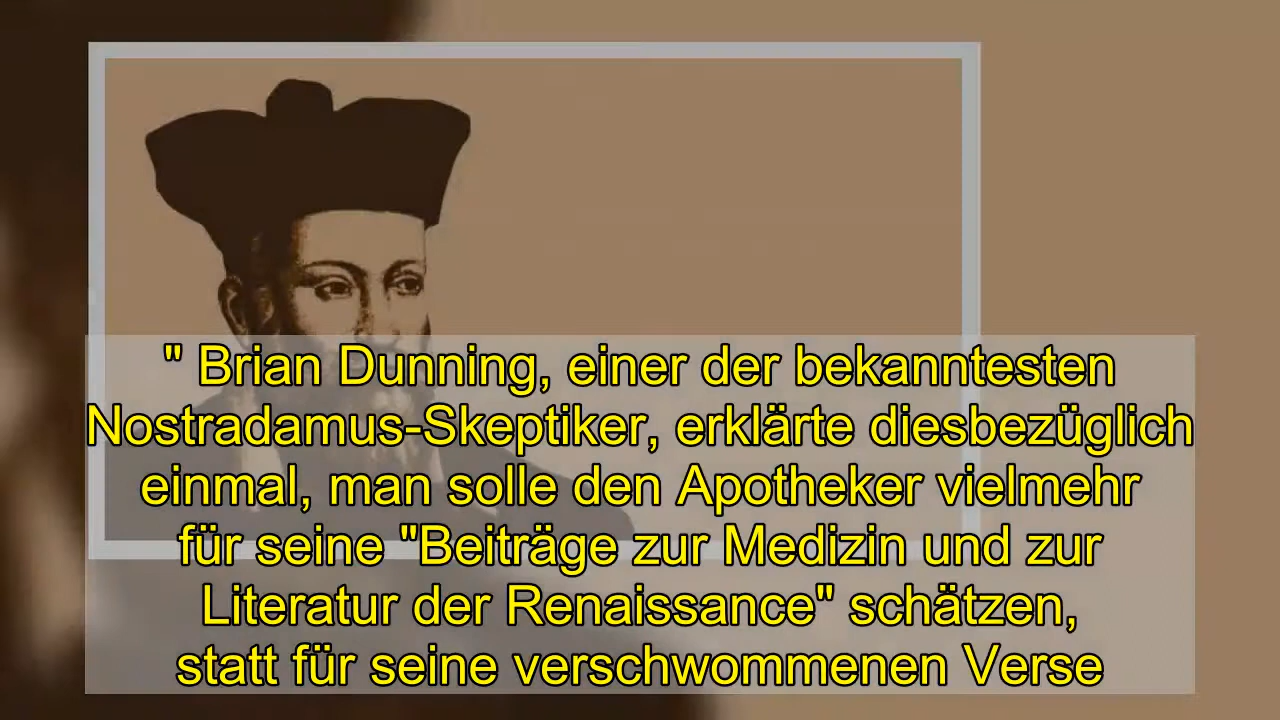 " Brian Dunning, einer der bekanntesten
Nostradamus-Skeptiker, erklärte diesbezüglich
einmal, man solle den Apotheker vielmehr
für seine "Beiträge zur Medizin und zur
Literatur der Renaissance" schätzen,
statt für seine verschwommenen Verse